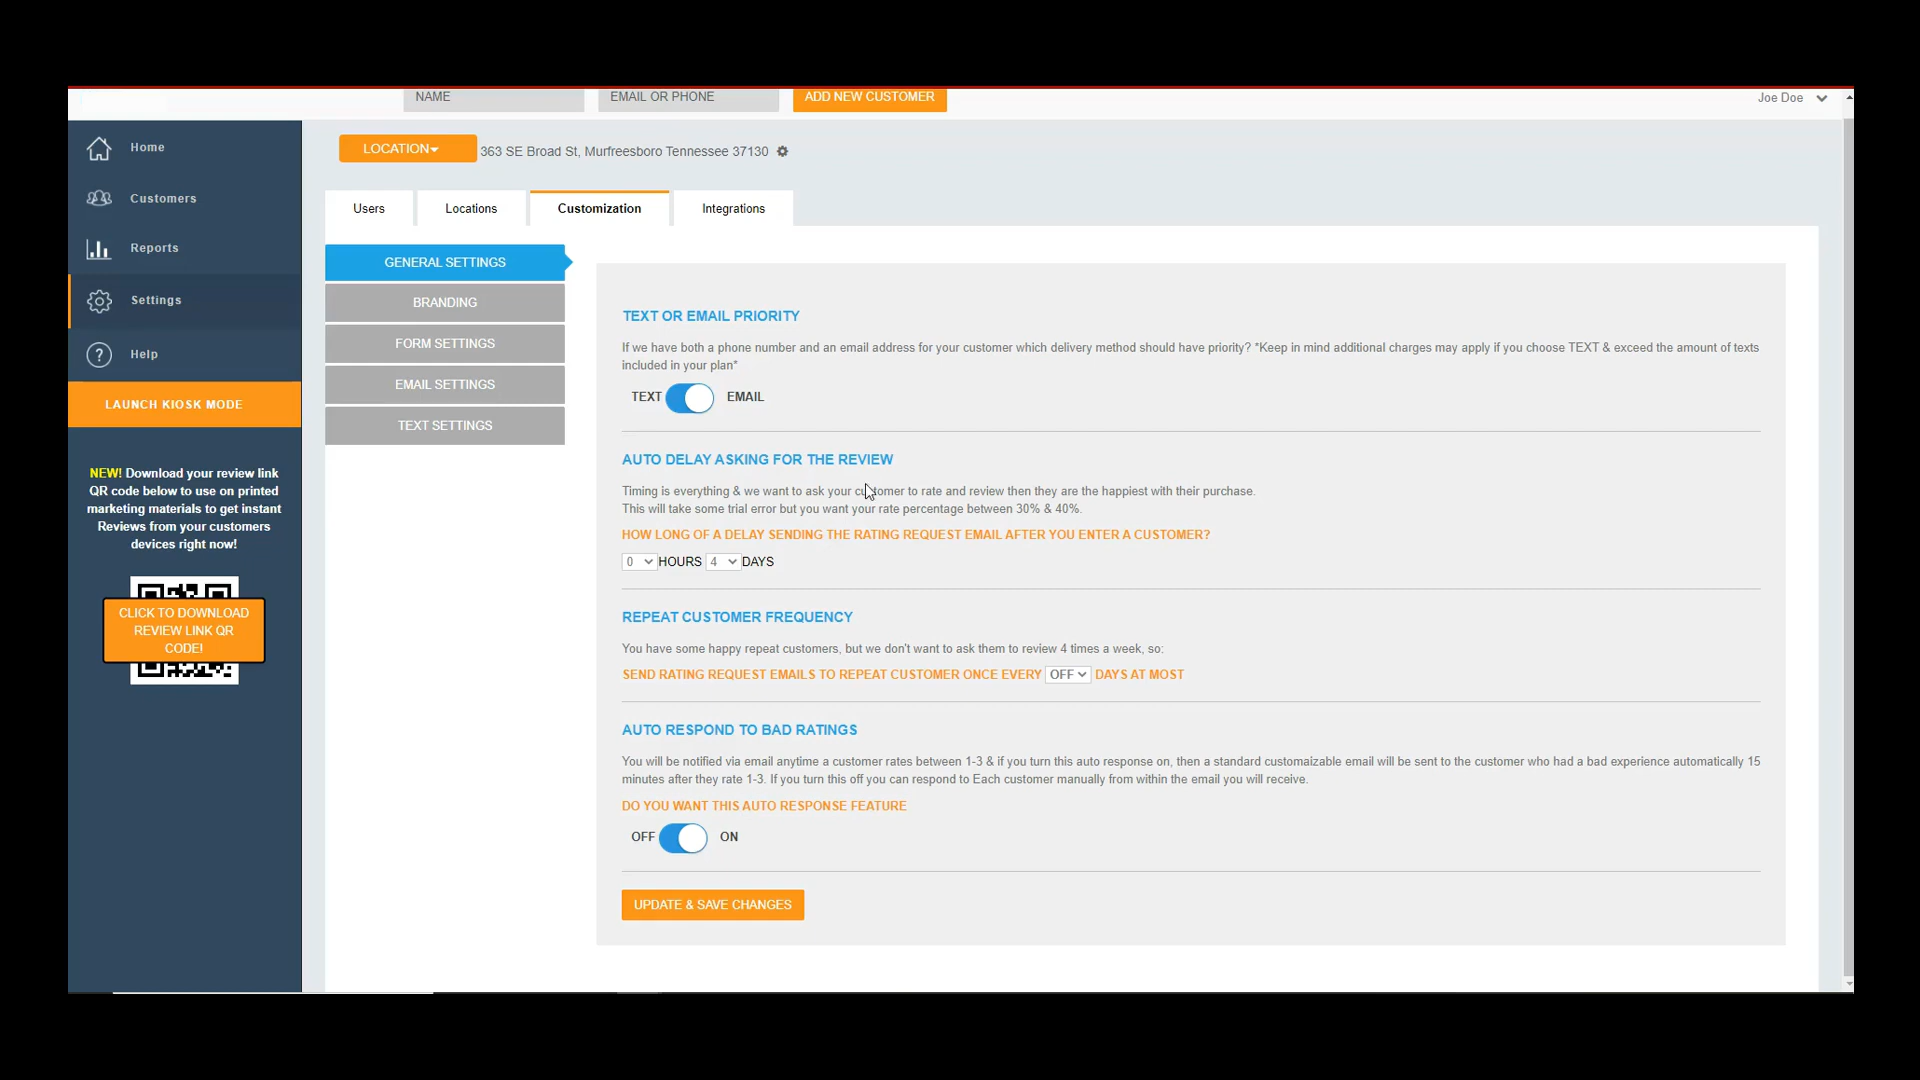 NAME
EMAIL OR PHONE
ADD NEW CUSTOMER
Joe Doe
Home
Customers
Reports
Settings
Help
LAUNCH KIOSK MODE
NEW! Download your review link
QR code below to use on printed
marketing materials to get instant
Reviews from your customers
devices right now!
CLICK TO DOWNLOAD
REVIEW LINK QR
CODE!
LOCATION
363 SE Broad St, Murfreesboro Tennessee 37130
Users
Locations
Customization
Integrations
GENERAL SETTINGS
BRANDING
FORM SETTINGS
EMAIL SETTINGS
TEXT SETTINGS
TEXT OR EMAIL PRIORITY
If we have both a phone number and an email address for your customer which delivery method should have priority? *Keep in mind additional charges may apply if you choose TEXT & exceed the amount of texts
included in your plan*
TEXT EMAIL
AUTO DELAY ASKING FOR THE REVIEW
Timing is everything & we want to ask your customer to rate and review then they are the happiest with their purchase.
This will take some trial error but you want your rate percentage between 30% & 40%.
HOW LONG OF A DELAY SENDING THE RATING REQUEST EMAIL AFTER YOU ENTER A CUSTOMER?
0 HOURS 4 DAYS
REPEAT CUSTOMER FREQUENCY
You have some happy repeat customers, but we don't want to ask them to review 4 times a week, so:
SEND RATING REQUEST EMAILS TO REPEAT CUSTOMER ONCE EVERY OFF DAYS AT MOST
AUTO RESPOND TO BAD RATINGS
You will be notified via email anytime a customer rates between 1-3 & if you turn this auto response on, then a standard customaizable email will be sent to the customer who had a bad experience automatically 15
minutes after they rate 1-3. If you turn this off you can respond to Each customer manually from within the email you will receive.
DO YOU WANT THIS AUTO RESPONSE FEATURE
OFF ON
UPDATE & SAVE CHANGES